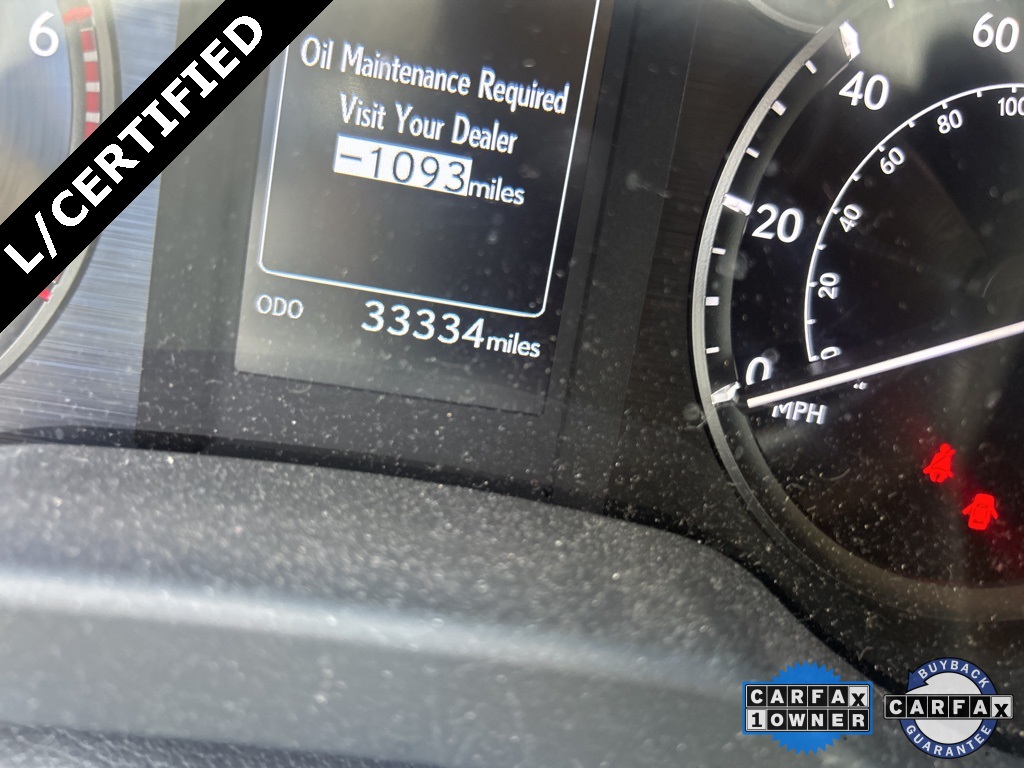 L/CERTIFIED
6
Oil Maintenance Required
Visit Your Dealer
-1093 miles
ODO 33334 miles
60
40
20
0
MPH
100
80
60
40
20
0
CARFAX
1 OWNER
BUYBACK
CARFAX
GUARANTEE